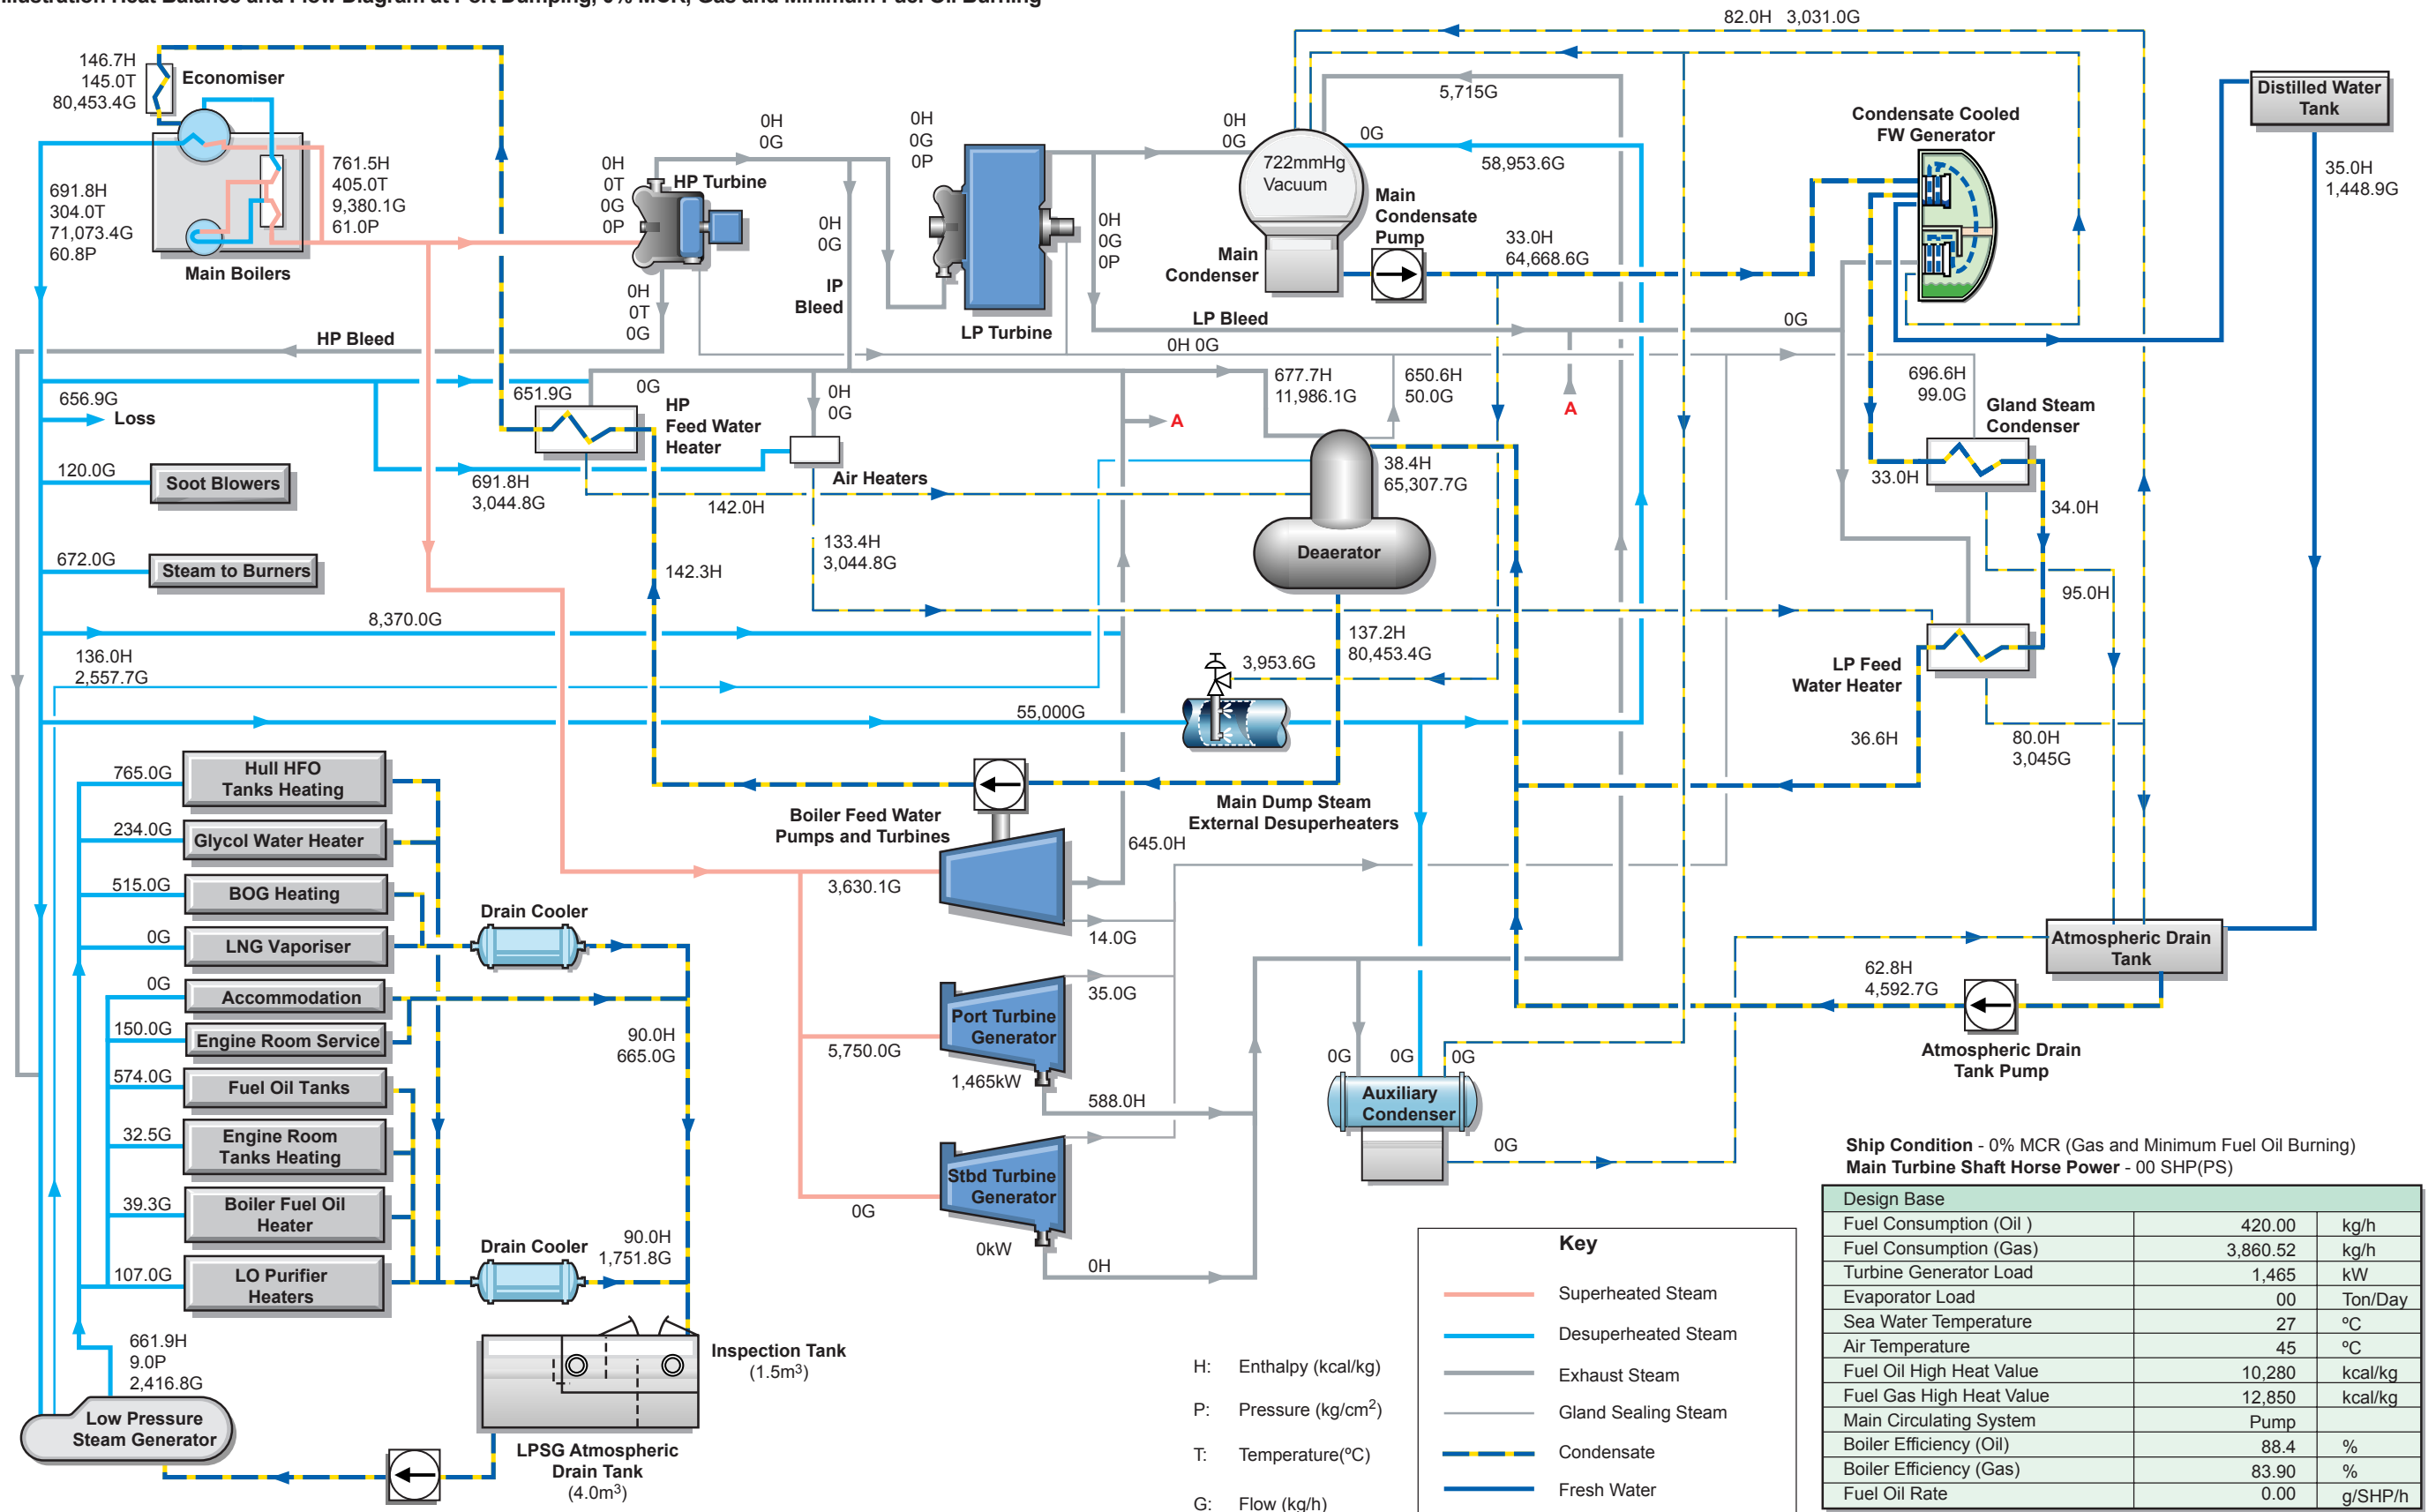 Illustration Heat Balance and Flow Diagram at Port Dumping, 0% MCR, Gas and Minimum Fuel Oil Burning
82.0H 3,031.0G
146.7H
145.0T
80,453.4G
Economiser
691.8H
304.0T
71,073.4G
60.8P
Main Boilers
761.5H
405.0T
9,380.1G
61.0P
0H
0T
0G
0P
HP Turbine
0H
0G
0H
0G
0P
0H
0T
0G
0H
0G
IP
Bleed
HP Bleed
LP Turbine
0H
0G
0P
0H
0G
5,715G
0G
58,953.6G
722mmHg
Vacuum
Main
Condenser
Main
Condensate
Pump
33.0H
64,668.6G
LP Bleed
0G
0H 0G
Condensate Cooled
FW Generator
Distilled Water
Tank
35.0H
1,448.9G
696.6H
99.0G
Gland Steam
Condenser
33.0H
34.0H
95.0H
LP Feed
Water Heater
36.6H
80.0H
3,045G
656.9G
Loss
651.9G
0G
HP
Feed Water
Heater
0H
0G
A
677.7H
11,986.1G
650.6H
50.0G
A
120.0G
Soot Blowers
691.8H
3,044.8G
Air Heaters
142.0H
38.4H
65,307.7G
Deaerator
672.0G
Steam to Burners
142.3H
133.4H
3,044.8G
8,370.0G
137.2H
80,453.4G
136.0H
2,557.7G
3,953.6G
55,000G
Main Dump Steam
External Desuperheaters
765.0G
Hull HFO
Tanks Heating
234.0G
Glycol Water Heater
515.0G
BOG Heating
0G
LNG Vaporiser
0G
Accommodation
150.0G
Engine Room Service
574.0G
Fuel Oil Tanks
32.5G
Engine Room
Tanks Heating
39.3G
Boiler Fuel Oil
Heater
107.0G
LO Purifier
Heaters
Drain Cooler
90.0H
665.0G
Drain Cooler
90.0H
1,751.8G
Boiler Feed Water
Pumps and Turbines
3,630.1G
645.0H
14.0G
35.0G
Port Turbine
Generator
5,750.0G
1,465kW
588.0H
Stbd Turbine
Generator
0G
0kW
0H
0G
0G
0G
Auxiliary
Condenser
0G
Atmospheric Drain
Tank
62.8H
4,592.7G
Atmospheric Drain
Tank Pump
661.9H
9.0P
2,416.8G
Low Pressure
Steam Generator
Inspection Tank
(1.5m³)
LPSG Atmospheric
Drain Tank
(4.0m³)
H: Enthalpy (kcal/kg)
P: Pressure (kg/cm²)
T: Temperature(ºC)
G: Flow (kg/h)
Key
Superheated Steam
Desuperheated Steam
Exhaust Steam
Gland Sealing Steam
Condensate
Fresh Water
Ship Condition - 0% MCR (Gas and Minimum Fuel Oil Burning)
Main Turbine Shaft Horse Power - 00 SHP(PS)
Design Base
Fuel Consumption (Oil ) 420.00 kg/h
Fuel Consumption (Gas) 3,860.52 kg/h
Turbine Generator Load 1,465 kW
Evaporator Load 00 Ton/Day
Sea Water Temperature 27 ºC
Air Temperature 45 ºC
Fuel Oil High Heat Value 10,280 kcal/kg
Fuel Gas High Heat Value 12,850 kcal/kg
Main Circulating System Pump
Boiler Efficiency (Oil) 88.4 %
Boiler Efficiency (Gas) 83.90 %
Fuel Oil Rate 0.00 g/SHP/h